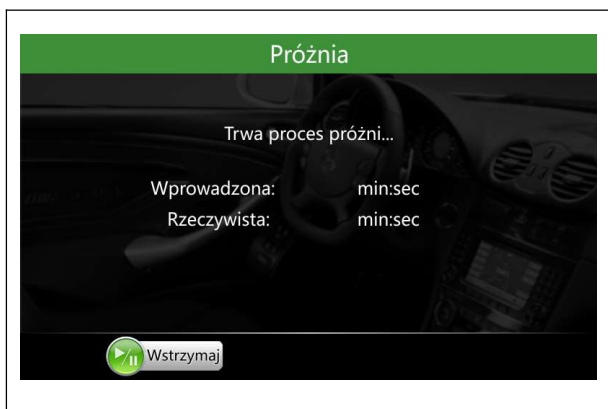 Próżnia
Trwa proces próżni...
Wprowadzona: min:sec
Rzeczywista: min:sec
Wstrzymaj